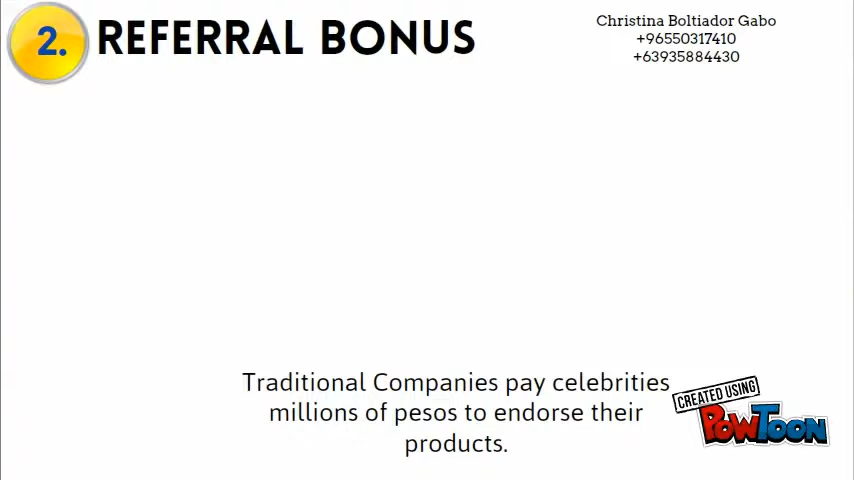 2. REFERRAL BONUS
Christina Boltiador Gabo
+96550317410
+63935884430
Traditional Companies pay celebrities
millions of pesos to endorse their
products.
CREATED USING
PowToon